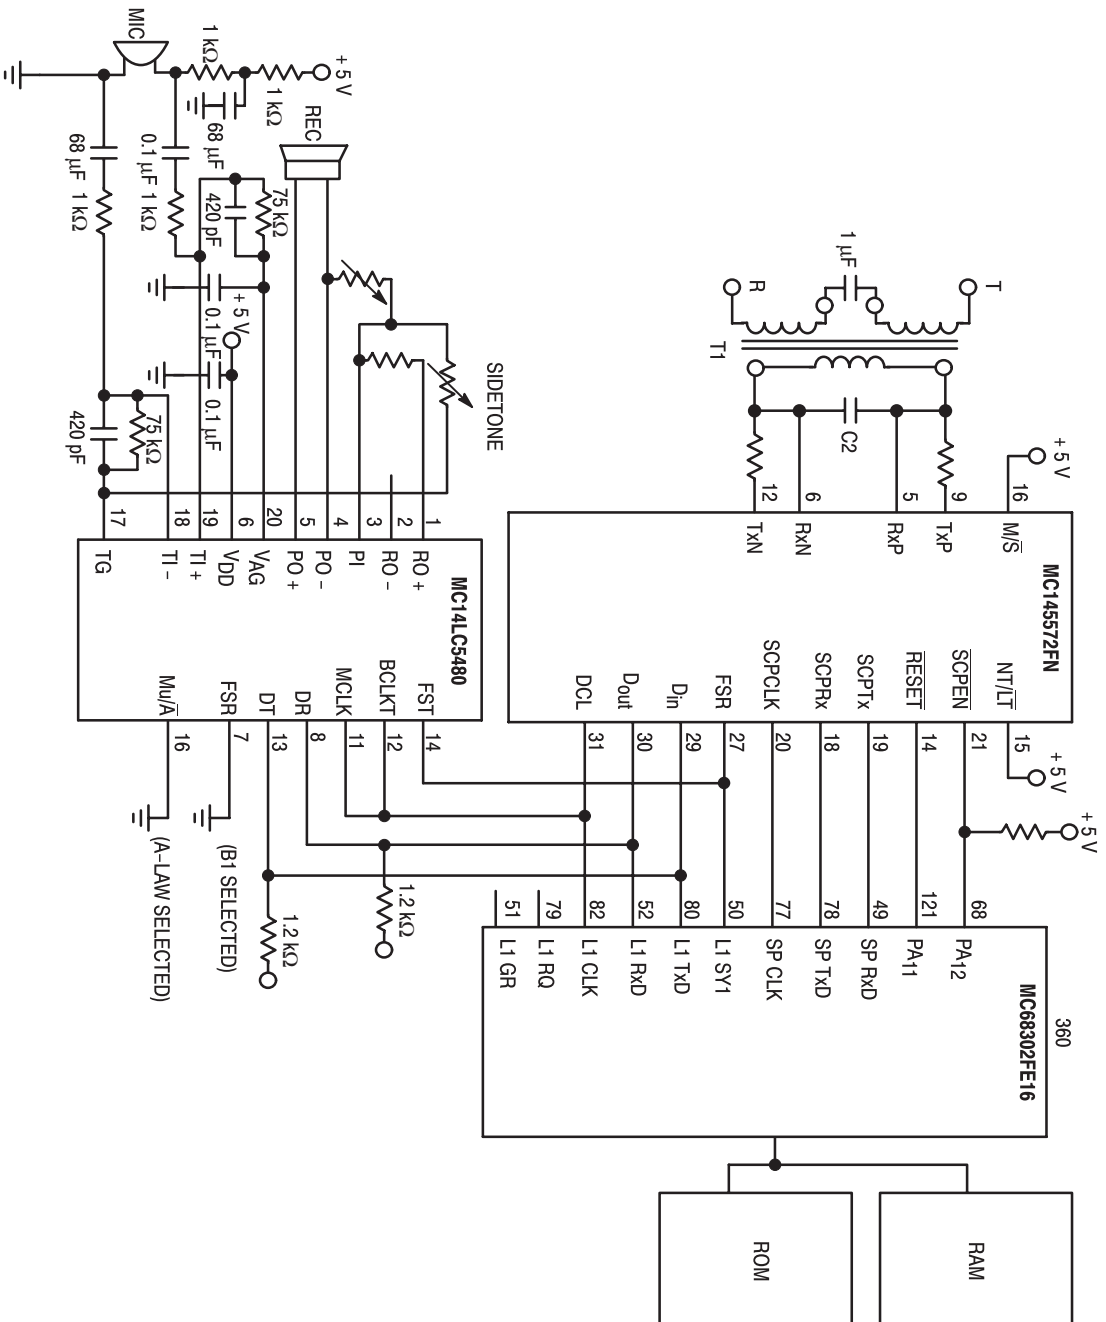 T
R
1 µF
T1
C2
+ 5 V
16
9
5
6
12
M/S̅
TxP
RxP
RxN
TxN
MC145572FN
NT/L̅T̅
S̅C̅P̅E̅N̅
R̅E̅S̅E̅T̅
SCPTx
SCPRx
SCPCLK
FSR
Din
Dout
DCL
15
21
14
19
18
20
27
29
30
31
+ 5 V
+ 5 V
68
121
49
78
77
50
80
52
82
79
51
PA12
PA11
SP RxD
SP TxD
SP CLK
L1 SY1
L1 TxD
L1 RxD
L1 CLK
L1 RQ
L1 GR
MC68302FE16
360
RAM
ROM
+ 5 V
1 kΩ
1 kΩ
68 µF
MIC
REC
0.1 µF 1 kΩ
68 µF 1 kΩ
75 kΩ
420 pF
0.1 µF
+ 5 V
0.1 µF
SIDETONE
75 kΩ
420 pF
1
2
3
4
5
20
6
19
18
17
RO +
RO –
PI
PO –
PO +
VAG
VDD
TI +
TI –
TG
MC14LC5480
FST
BCLKT
MCLK
DR
DT
FSR
Mu/A̅
14
12
11
8
13
7
16
1.2 kΩ
1.2 kΩ
(B1 SELECTED)
(A–LAW SELECTED)